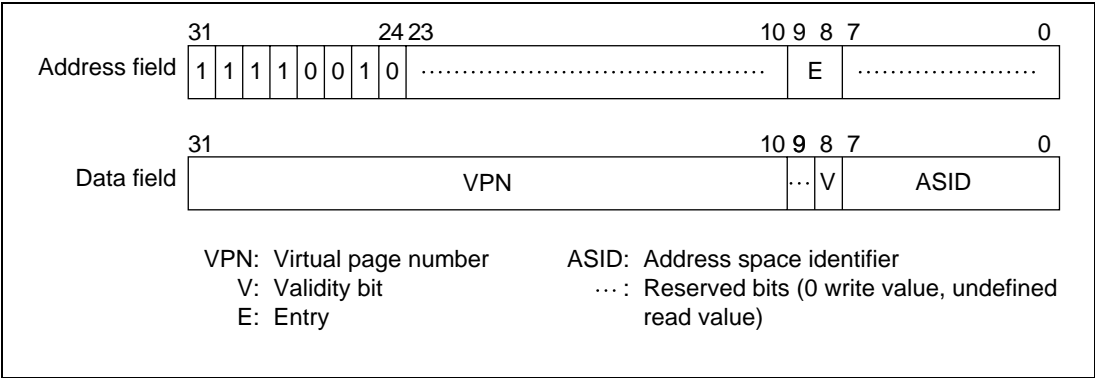 31 24 23 10 9 8 7 0
Address field 1 1 1 1 0 0 1 0 ........................................ E ......................
31 10 9 8 7 0
Data field VPN ... V ASID
VPN: Virtual page number ASID: Address space identifier
V: Validity bit ... : Reserved bits (0 write value, undefined
E: Entry read value)